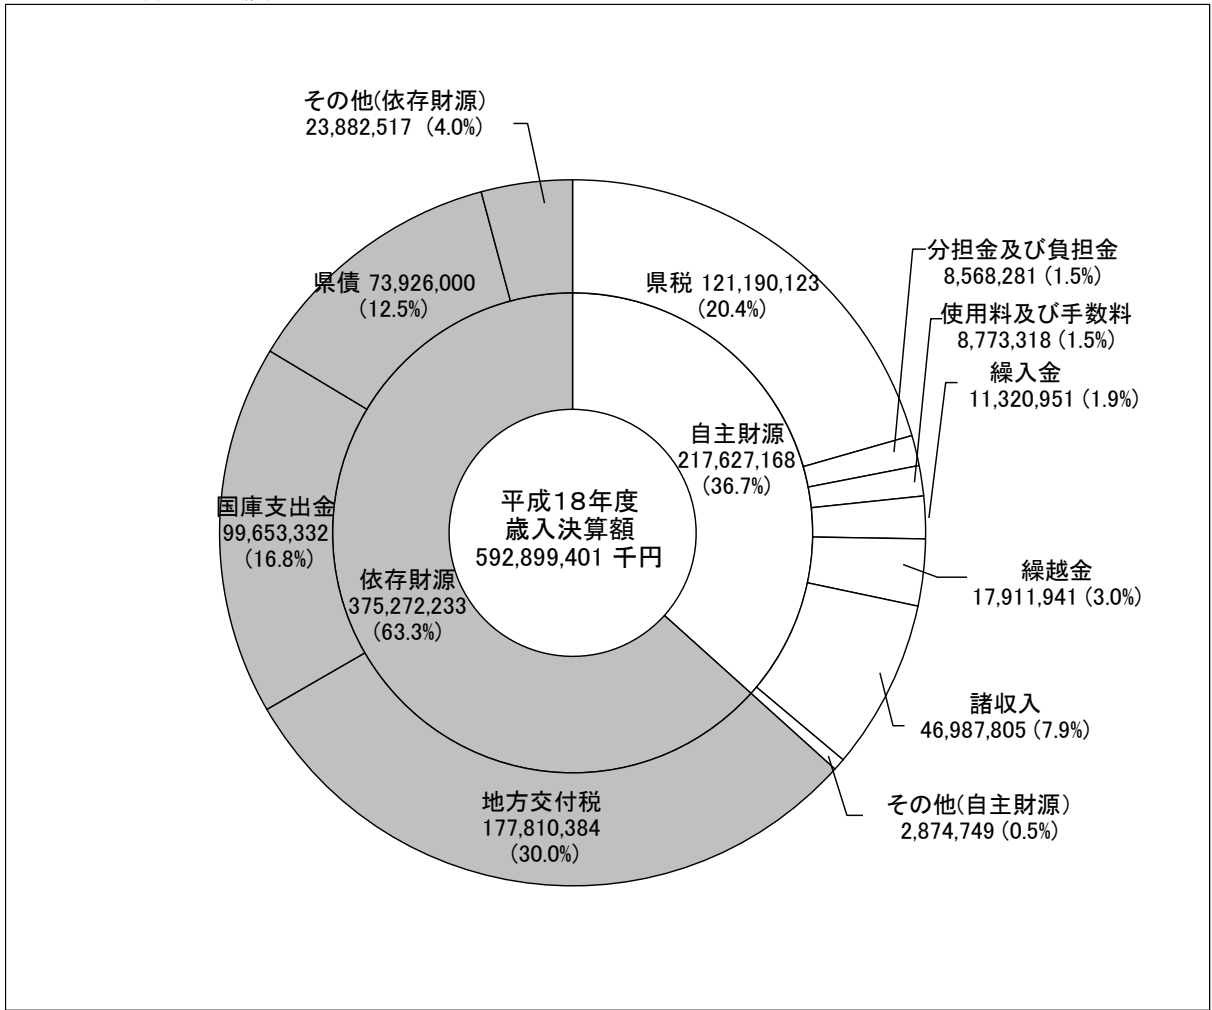 その他(依存財源)
23,882,517 (4.0%)
県債 73,926,000
(12.5%)
県税 121,190,123
(20.4%)
分担金及び負担金
8,568,281 (1.5%)
使用料及び手数料
8,773,318 (1.5%)
繰入金
11,320,951 (1.9%)
自主財源
217,627,168
(36.7%)
平成18年度
歳入決算額
592,899,401 千円
国庫支出金
99,653,332
(16.8%)
依存財源
375,272,233
(63.3%)
繰越金
17,911,941 (3.0%)
諸収入
46,987,805 (7.9%)
地方交付税
177,810,384
(30.0%)
その他(自主財源)
2,874,749 (0.5%)